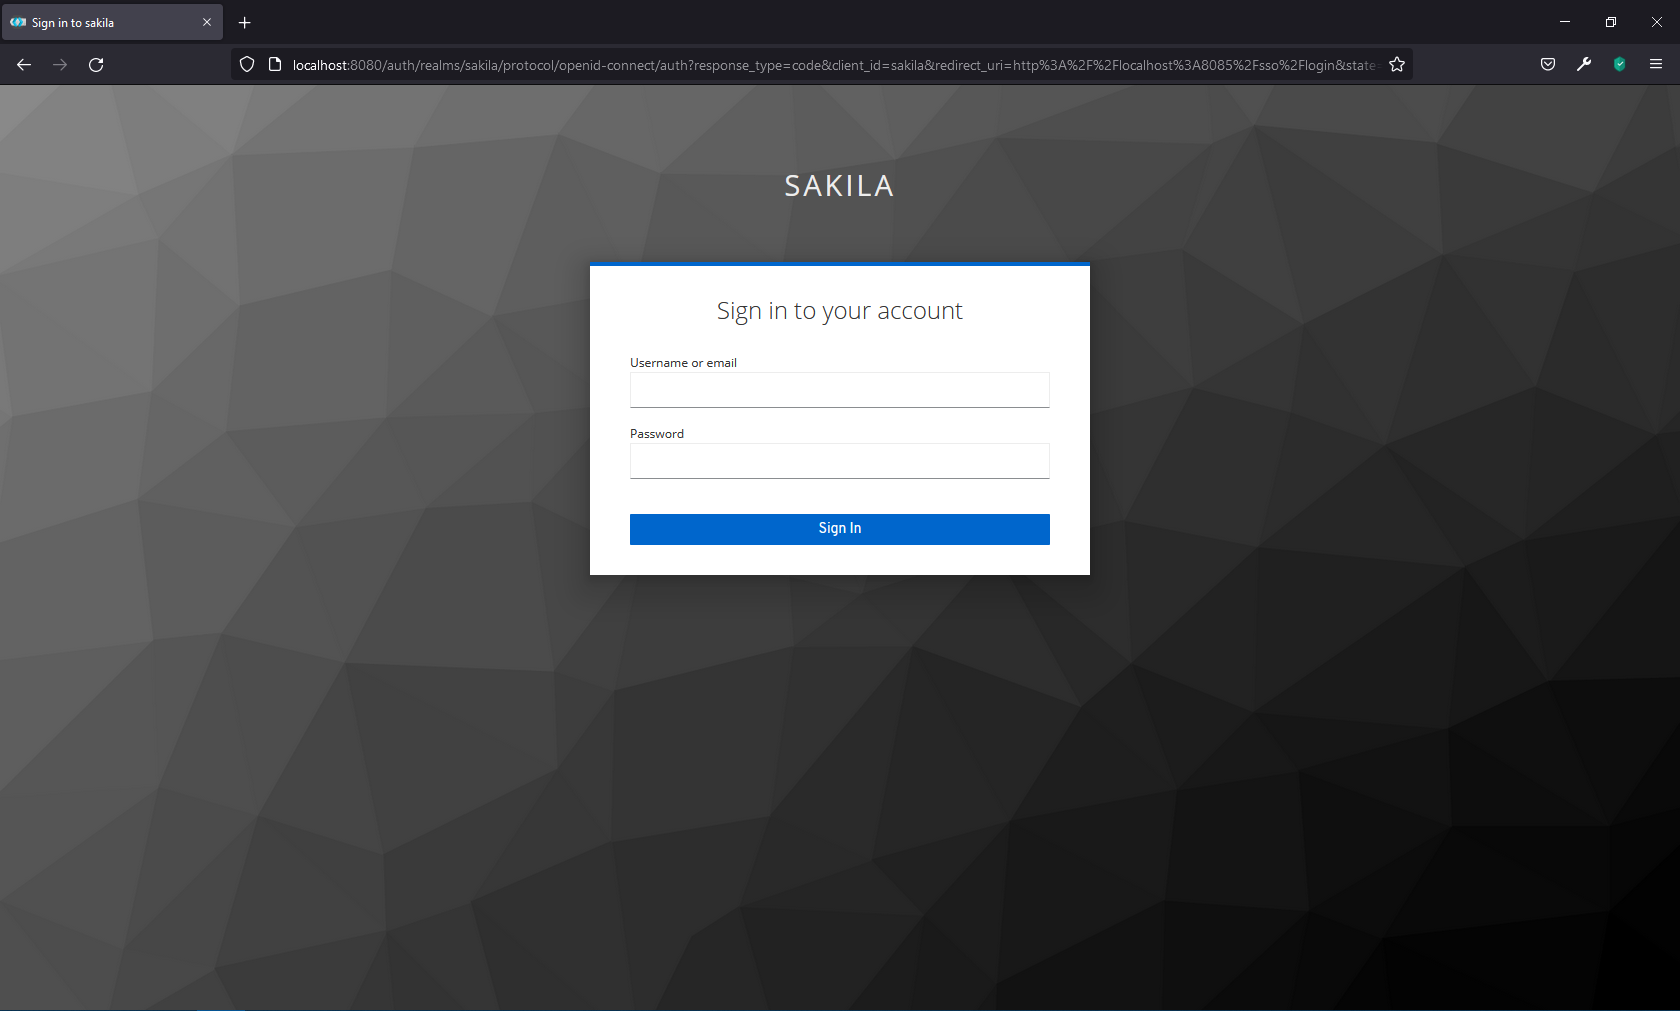 Sign in to sakila
localhost:8080/auth/realms/sakila/protocol/openid-connect/auth?response_type=code&client_id=sakila&redirect_uri=http%3A%2F%2Flocalhost%3A8085%2Fsso%2Flogin&state=
SAKILA
Sign in to your account
Username or email
Password
Sign In